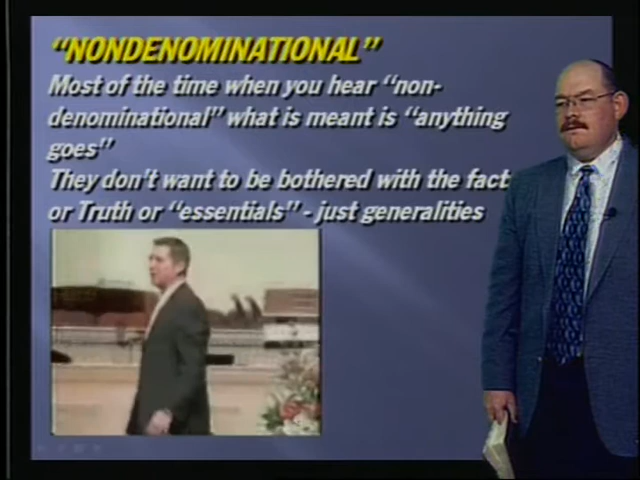 “NONDENOMINATIONAL”
Most of the time when you hear “non-
denominational” what is meant is “anything
goes”
They don't want to be bothered with the fact
or Truth or “essentials” - just generalities